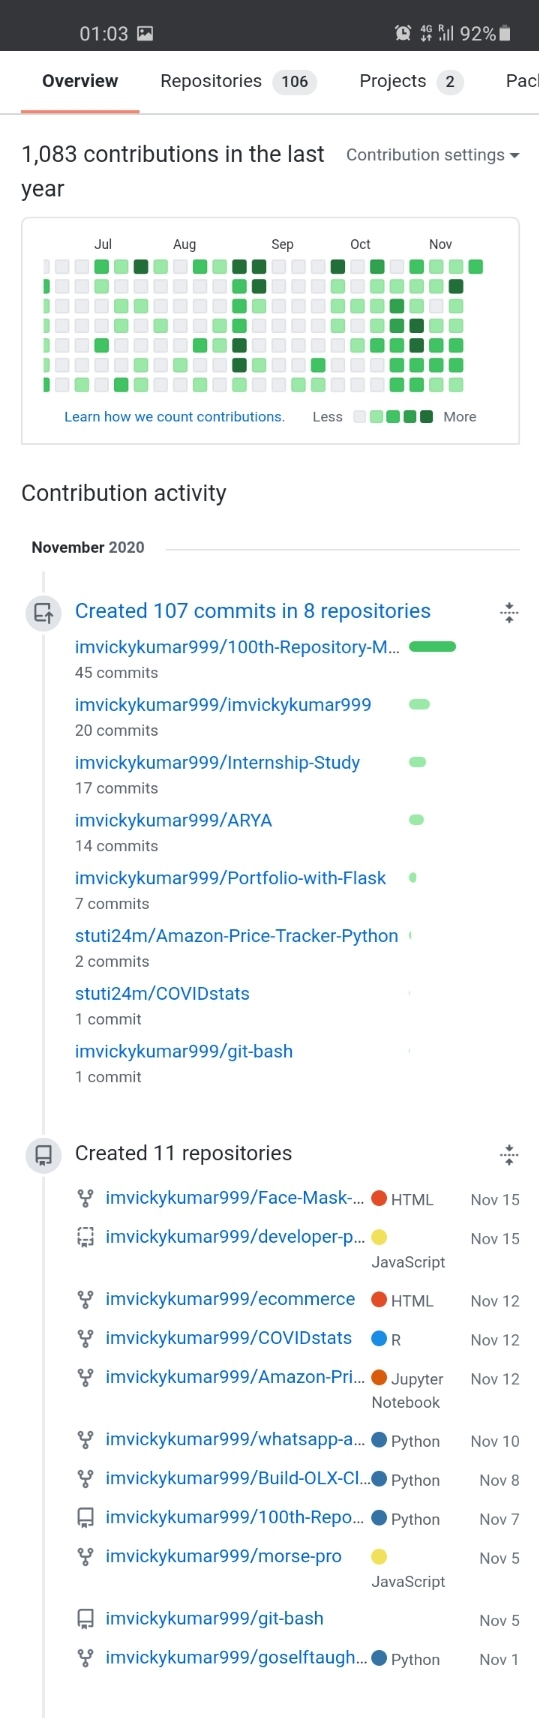 01:03 4G R 92%
Overview Repositories 106 Projects 2
1,083 contributions in the last year Contribution settings
Jul Aug Sep Oct Nov
Learn how we count contributions. Less More
Contribution activity
November 2020
Created 107 commits in 8 repositories
imvickykumar999/100th-Repository-M...
45 commits
imvickykumar999/imvickykumar999
20 commits
imvickykumar999/Internship-Study
17 commits
imvickykumar999/ARYA
14 commits
imvickykumar999/Portfolio-with-Flask
7 commits
stuti24m/Amazon-Price-Tracker-Python
2 commits
stuti24m/COVIDstats
1 commit
imvickykumar999/git-bash
1 commit
Created 11 repositories
imvickykumar999/Face-Mask-... HTML Nov 15
imvickykumar999/developer-p... JavaScript Nov 15
imvickykumar999/ecommerce HTML Nov 12
imvickykumar999/COVIDstats R Nov 12
imvickykumar999/Amazon-Pri... Jupyter Notebook Nov 12
imvickykumar999/whatsapp-a... Python Nov 10
imvickykumar999/Build-OLX-Cl... Python Nov 8
imvickykumar999/100th-Repo... Python Nov 7
imvickykumar999/morse-pro JavaScript Nov 5
imvickykumar999/git-bash Nov 5
imvickykumar999/goselftaugh... Python Nov 1